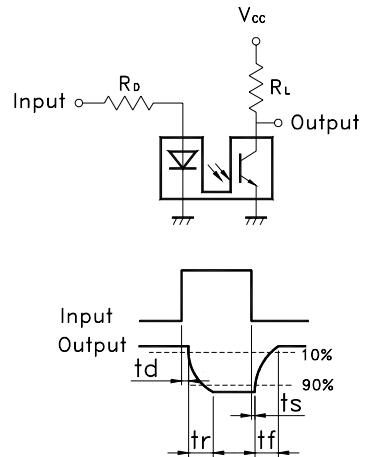 Vcc
RD
RL
Input
Output
Input
Output
10%
td
90%
ts
tr
tf